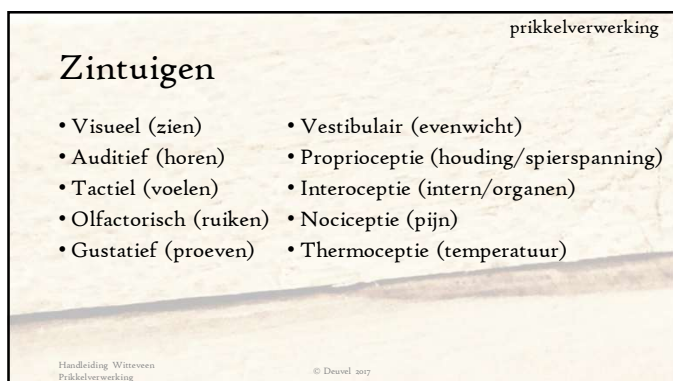 prikkelverwerking
Zintuigen
• Visueel (zien)
• Auditief (horen)
• Tactiel (voelen)
• Olfactorisch (ruiken)
• Gustatief (proeven)
• Vestibulair (evenwicht)
• Proprioceptie (houding/spierspanning)
• Interoceptie (intern/organen)
• Nociceptie (pijn)
• Thermoceptie (temperatuur)
Handleiding Witteveen
Prikkelverwerking
© Deuvel 2017